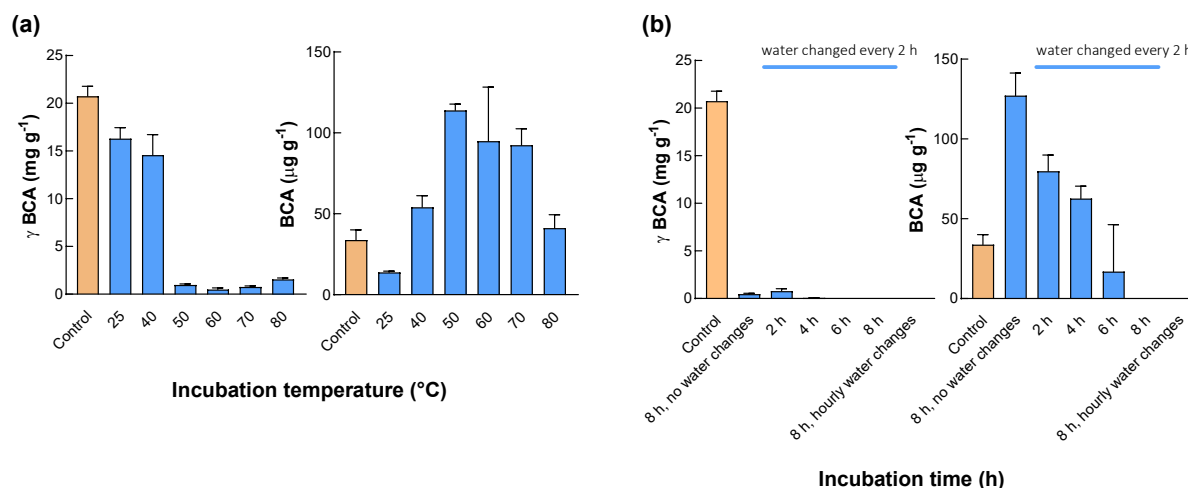 (a)
25
20
15
10
5
0
γ BCA (mg g-1)
Control
25
40
50
60
70
80
150
100
50
0
BCA (μg g-1)
Control
25
40
50
60
70
80
Incubation temperature (°C)
(b)
water changed every 2 h
25
20
15
10
5
0
γ BCA (mg g-1)
Control
8 h, no water changes
2 h
4 h
6 h
8 h
8 h, hourly water changes
water changed every 2 h
150
100
50
0
BCA (μg g-1)
Control
8 h, no water changes
2 h
4 h
6 h
8 h
8 h, hourly water changes
Incubation time (h)